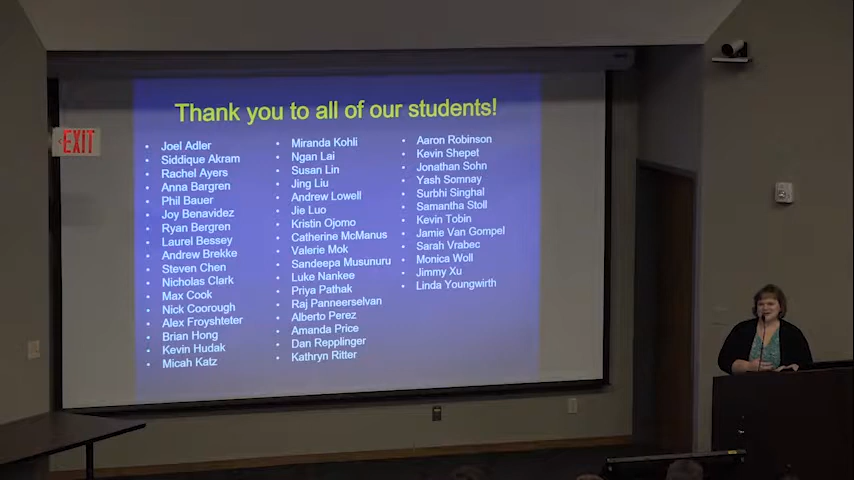 Thank you to all of our students!
EXIT
Joel Adler
Siddique Akram
Rachel Ayers
Anna Bargren
Phil Bauer
Joy Benavidez
Ryan Bergren
Laurel Bessey
Andrew Brekke
Steven Chen
Nicholas Clark
Max Cook
Nick Coorough
Alex Froyshteter
Brian Hong
Kevin Hudak
Micah Katz
Miranda Kohli
Ngan Lai
Susan Lin
Jing Liu
Andrew Lowell
Jie Luo
Kristin Ojomo
Catherine McManus
Valerie Mok
Sandeepa Musunuru
Luke Nankee
Priya Pathak
Raj Panneerselvan
Alberto Perez
Amanda Price
Dan Repplinger
Kathryn Ritter
Aaron Robinson
Kevin Shepet
Jonathan Sohn
Yash Somnay
Surbhi Singhal
Samantha Stoll
Kevin Tobin
Jamie Van Gompel
Sarah Vrabec
Monica Woll
Jimmy Xu
Linda Youngwirth